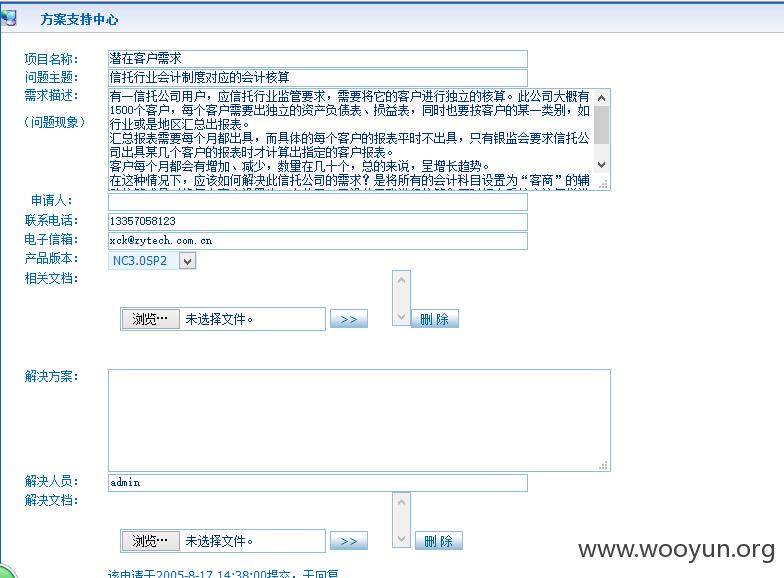 方案支持中心
项目名称： 潜在客户需求
问题主题： 信托行业会计制度对应的会计核算
需求描述：
（问题现象）
有一信托公司用户，应信托行业监管要求，需要将它的客户进行独立的核算。此公司大概有
1500个客户，每个客户需要出独立的资产负债表、损益表，同时也要按客户的某一类别，如
行业或是地区汇总出报表。
汇总报表需要每个月都出具，而具体的每个客户的报表平时不出具，只有银监会要求信托公
司出具某几个客户的报表时才计算出指定的客户报表。
客户每个月都会有增加、减少，数量在几十个，总的来说，呈增长趋势。
在这种情况下，应该如何解决此信托公司的需求？是将所有的会计科目设置为“客商”的辅
申请人：
联系电话： 13357058123
电子信箱： xck@zytech.com.cn
产品版本： NC3.0SP2
相关文档：
浏览… 未选择文件。 >> 删 除
解决方案：
解决人员： admin
解决文档：
浏览… 未选择文件。 >> 删 除
www.wooyun.org
该申请于2005-8-17 14:38:00提交，于回复